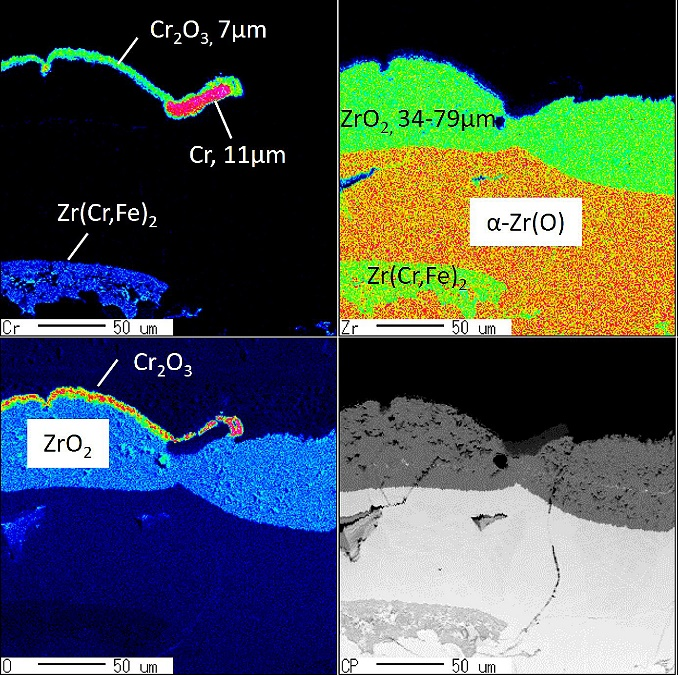 Cr₂O₃, 7μm
Cr, 11μm
Zr(Cr,Fe)₂
Cr 50 um
ZrO₂, 34-79μm
α-Zr(O)
Zr(Cr,Fe)₂
Zr 50 um
Cr₂O₃
ZrO₂
O 50 um
CP 50 um